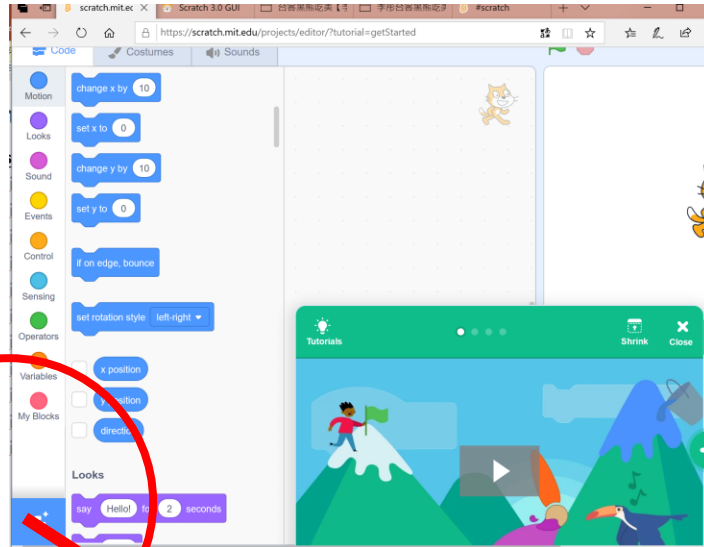 scratch.mit.ec
Scratch 3.0 GUI
#scratch
https://scratch.mit.edu/projects/editor/?tutorial=getStarted
Code
Costumes
Sounds
Motion
Looks
Sound
Events
Control
Sensing
Operators
Variables
My Blocks
change x by 10
set x to 0
change y by 10
set y to 0
if on edge, bounce
set rotation style left-right
x position
y position
direction
Looks
say Hello! for 2 seconds
Tutorials
Shrink
Close